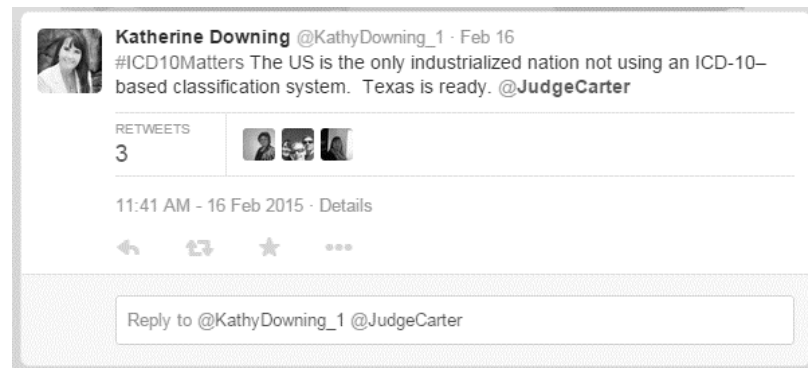 Katherine Downing @KathyDowning_1 · Feb 16
#ICD10Matters The US is the only industrialized nation not using an ICD-10–
based classification system.  Texas is ready. @JudgeCarter
RETWEETS
3
11:41 AM - 16 Feb 2015 · Details
Reply to @KathyDowning_1 @JudgeCarter